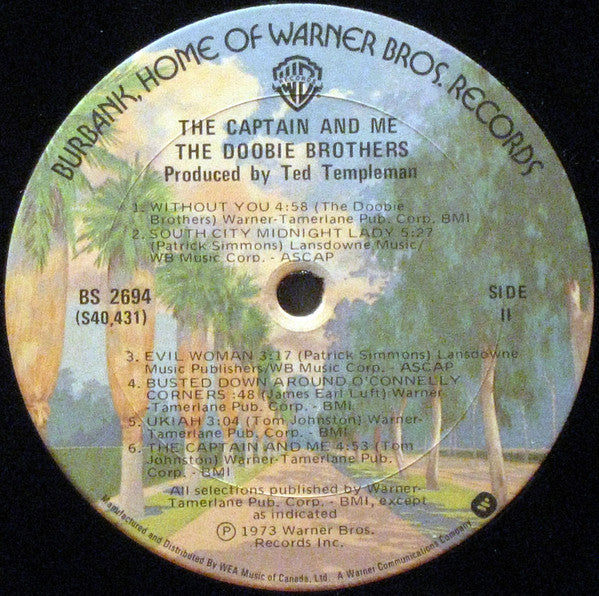 BURBANK, HOME OF WARNER BROS. RECORDS
RECORDS
THE CAPTAIN AND ME
THE DOOBIE BROTHERS
Produced by Ted Templeman
1. WITHOUT YOU 4:58 (The Doobie
Brothers) Warner-Tamerlane Pub. Corp. BMI
2. SOUTH CITY MIDNIGHT LADY 5:27
(Patrick Simmons) Lansdowne Music/
WB Music Corp. - ASCAP
BS 2694
(S40,431)
SIDE
II
3. EVIL WOMAN 3:17 (Patrick Simmons) Lansdowne
Music Publishers/WB Music Corp. - ASCAP
4. BUSTED DOWN AROUND O'CONNELLY
CORNERS :48 (James Earl Luft) Warner
-Tamerlane Pub. Corp. - BMI
5. UKIAH 3:04 (Tom Johnston) Warner-
Tamerlane Pub. Corp. - BMI
6. THE CAPTAIN AND ME 4:53 (Tom
Johnston) Warner-Tamerlane Pub.
Corp. - BMI
All selections published by Warner-
Tamerlane Pub. Corp. - BMI, except
as indicated
Ⓟ 1973 Warner Bros.
Records Inc.
Manufactured and Distributed By WEA Music of Canada, Ltd. A Warner Communications Company.